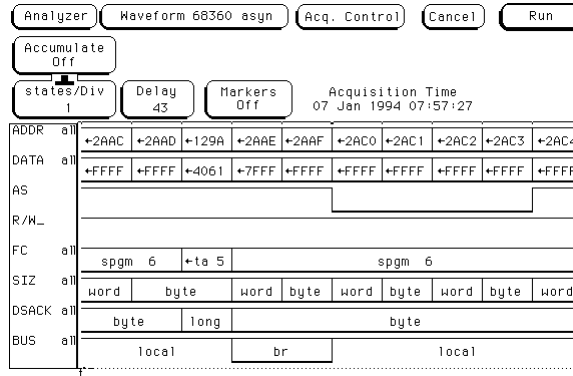 Analyzer Waveform 68360 asyn Acq. Control Cancel Run
Accumulate
Off
states/Div Delay Markers Acquisition Time
1 43 Off 07 Jan 1994 07:57:27
ADDR all ←2AAC ←2AAD ←129A ←2AAE ←2AAF ←2AC0 ←2AC1 ←2AC2 ←2AC3 ←2AC4
DATA all ←FFFF ←FFFF ←4061 ←7FFF ←FFFF ←FFFF ←FFFF ←FFFF ←FFFF ←FFFF
AS
R/W_
FC all spgm 6 ←ta 5 spgm 6
SIZ all word byte word byte word byte word byte word
DSACK all byte long byte
BUS all local br local